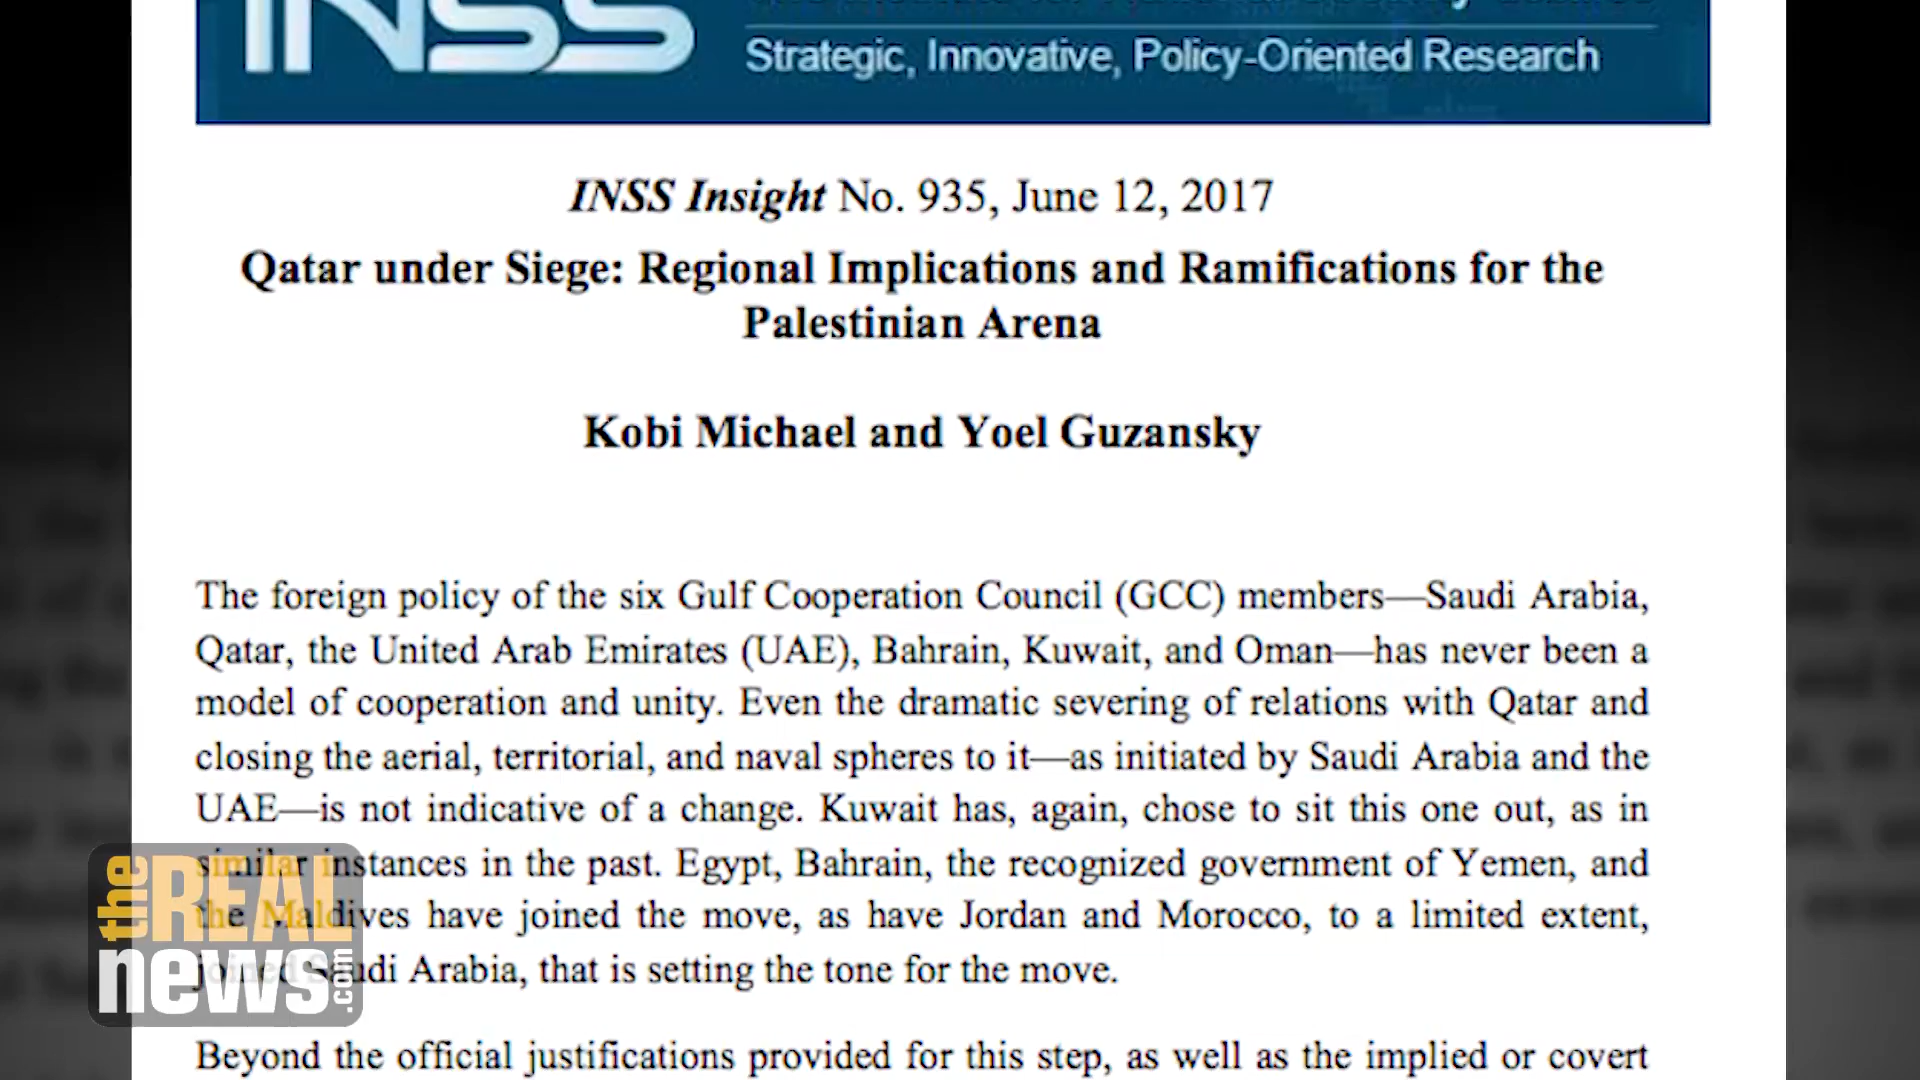 INSS
Strategic, Innovative, Policy-Oriented Research
INSS Insight No. 935, June 12, 2017
Qatar under Siege: Regional Implications and Ramifications for the
Palestinian Arena
Kobi Michael and Yoel Guzansky
The foreign policy of the six Gulf Cooperation Council (GCC) members—Saudi Arabia,
Qatar, the United Arab Emirates (UAE), Bahrain, Kuwait, and Oman—has never been a
model of cooperation and unity. Even the dramatic severing of relations with Qatar and
closing the aerial, territorial, and naval spheres to it—as initiated by Saudi Arabia and the
UAE—is not indicative of a change. Kuwait has, again, chose to sit this one out, as in
similar instances in the past. Egypt, Bahrain, the recognized government of Yemen, and
the Maldives have joined the move, as have Jordan and Morocco, to a limited extent,
joined Saudi Arabia, that is setting the tone for the move.
Beyond the official justifications provided for this step, as well as the implied or covert
the REAL
news.com